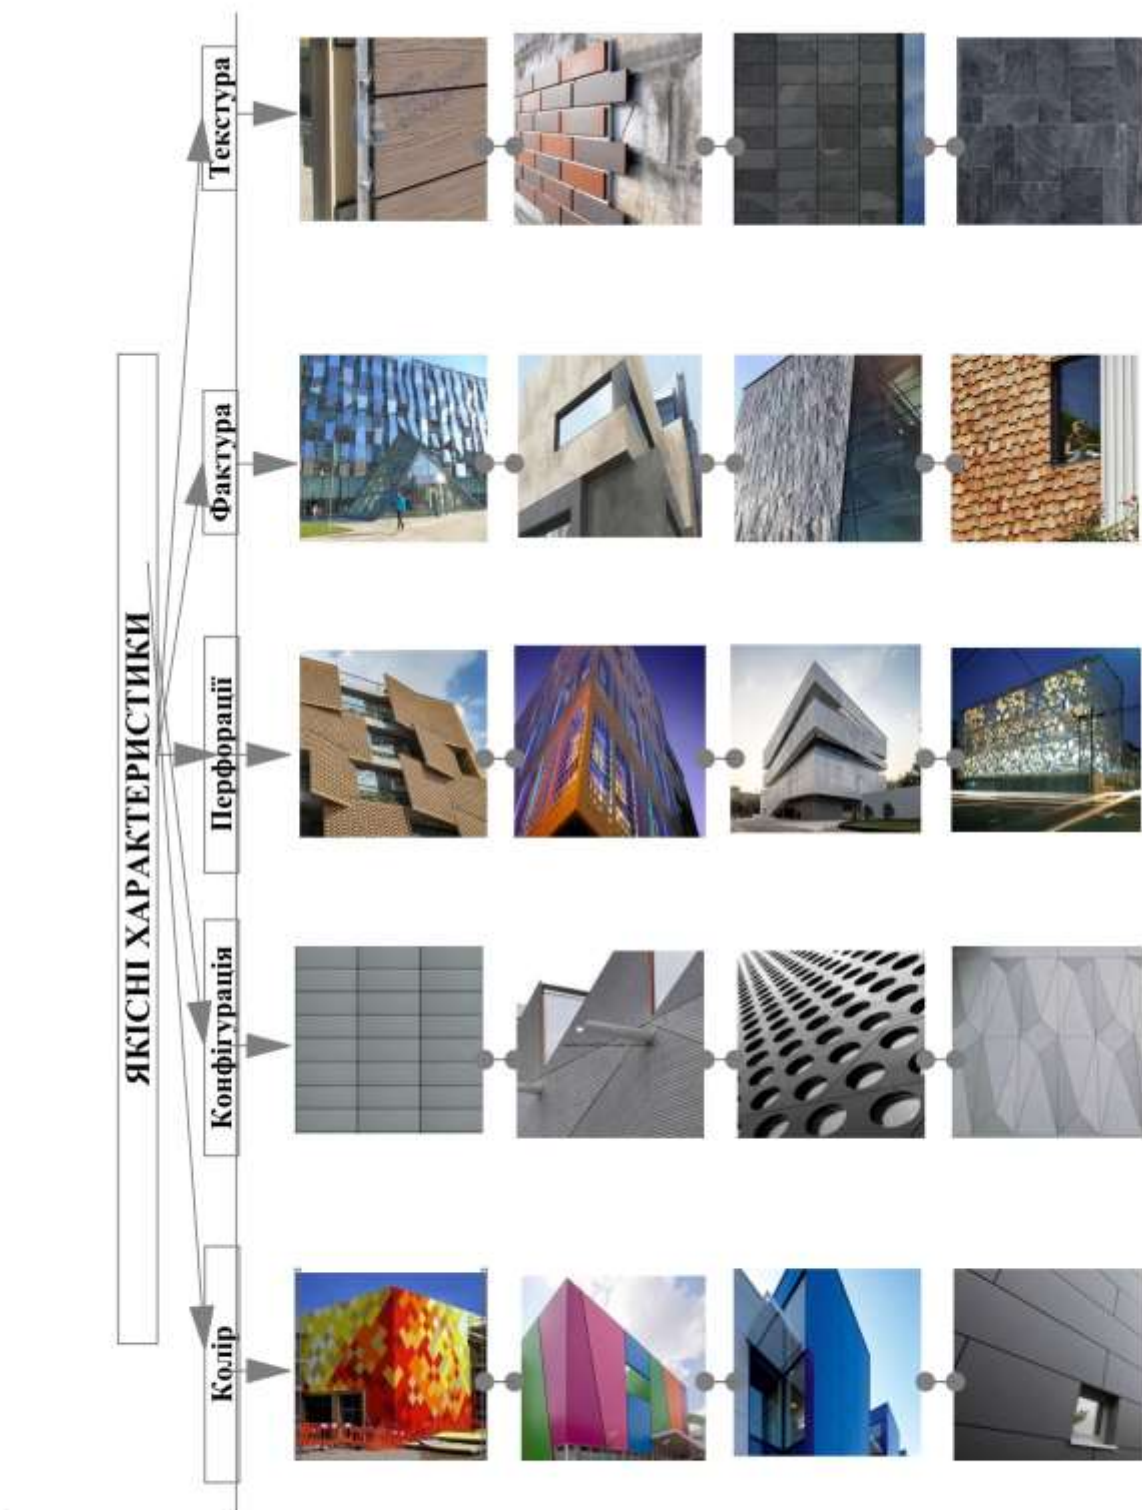 ЯКІСНІ ХАРАКТЕРИСТИКИ
Текстура
Фактура
Перфорації
Конфігурація
Колір